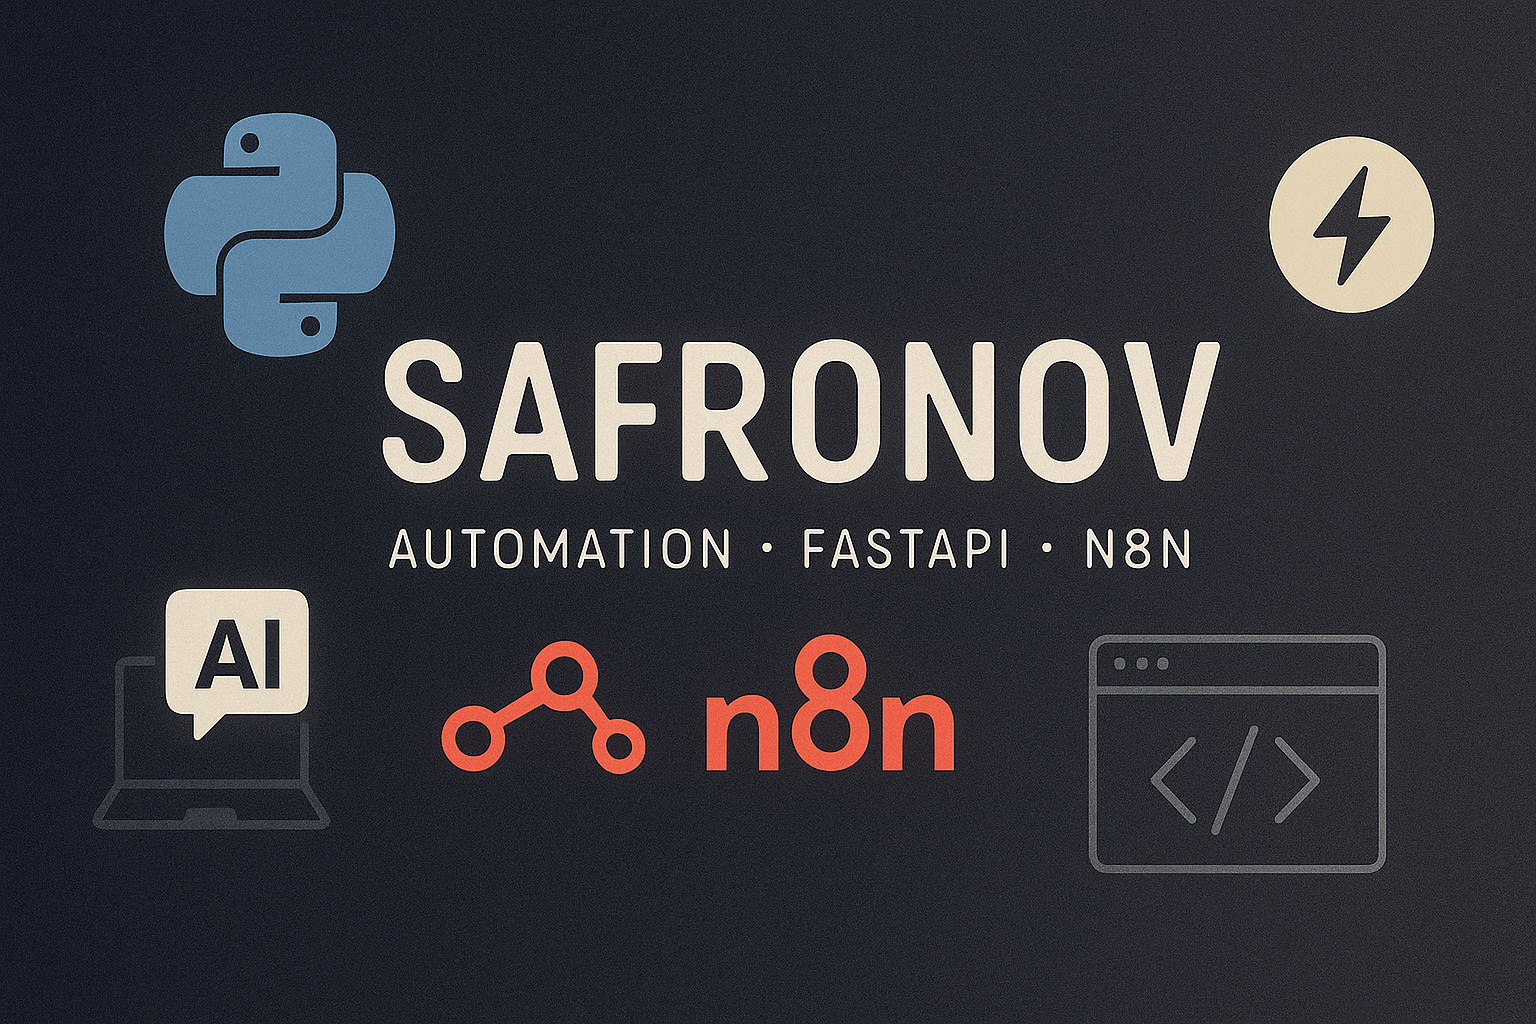 SAFRONOV
AUTOMATION • FASTAPI • N8N
AI
n8n
</>